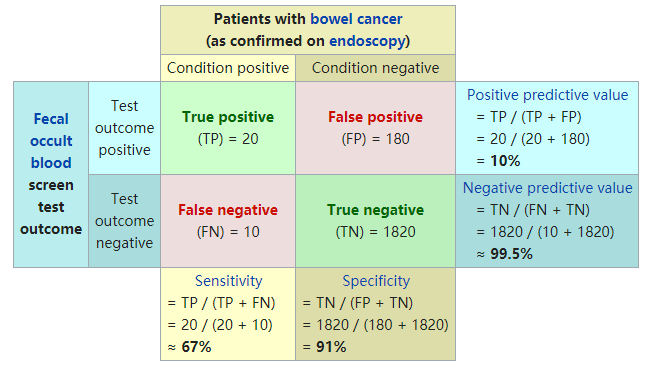 Patients with bowel cancer
(as confirmed on endoscopy)
Condition positive
Condition negative
Fecal
occult
blood
screen
test
outcome
Test
outcome
positive
True positive
(TP) = 20
False positive
(FP) = 180
Positive predictive value
= TP / (TP + FP)
= 20 / (20 + 180)
= 10%
Test
outcome
negative
False negative
(FN) = 10
True negative
(TN) = 1820
Negative predictive value
= TN / (FN + TN)
= 1820 / (10 + 1820)
≈ 99.5%
Sensitivity
= TP / (TP + FN)
= 20 / (20 + 10)
≈ 67%
Specificity
= TN / (FP + TN)
= 1820 / (180 + 1820)
= 91%